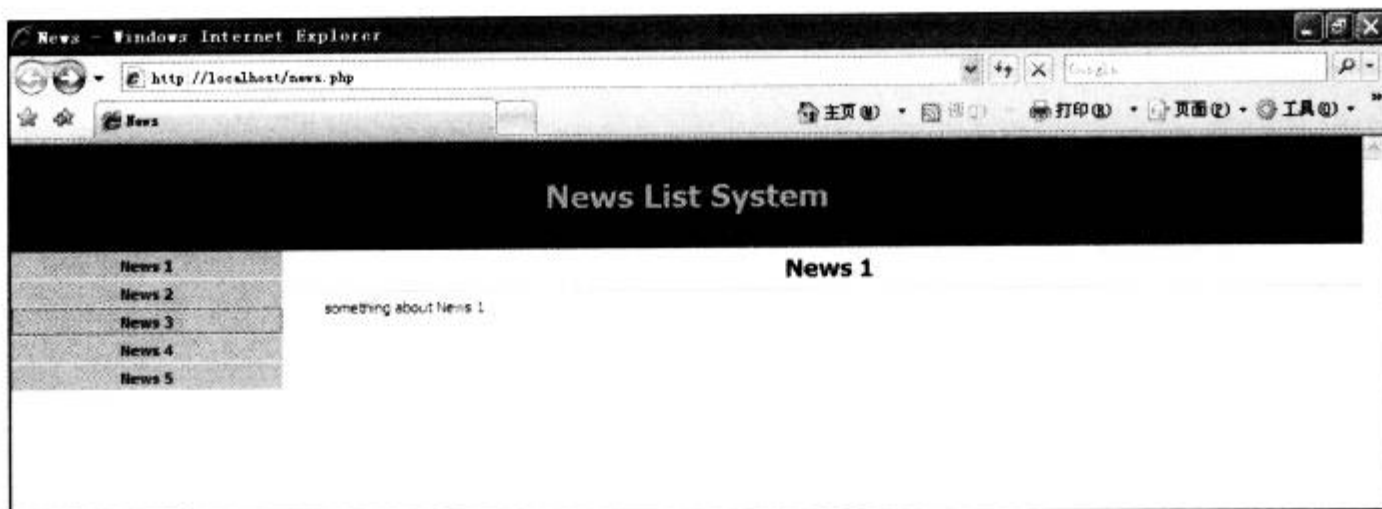 News - Windows Internet Explorer
http://localhost/news.php
Google
News
主页(M)
打印(R)
页面(P)
工具(O)
News List System
News 1
News 2
News 3
News 4
News 5
News 1
something about News 1